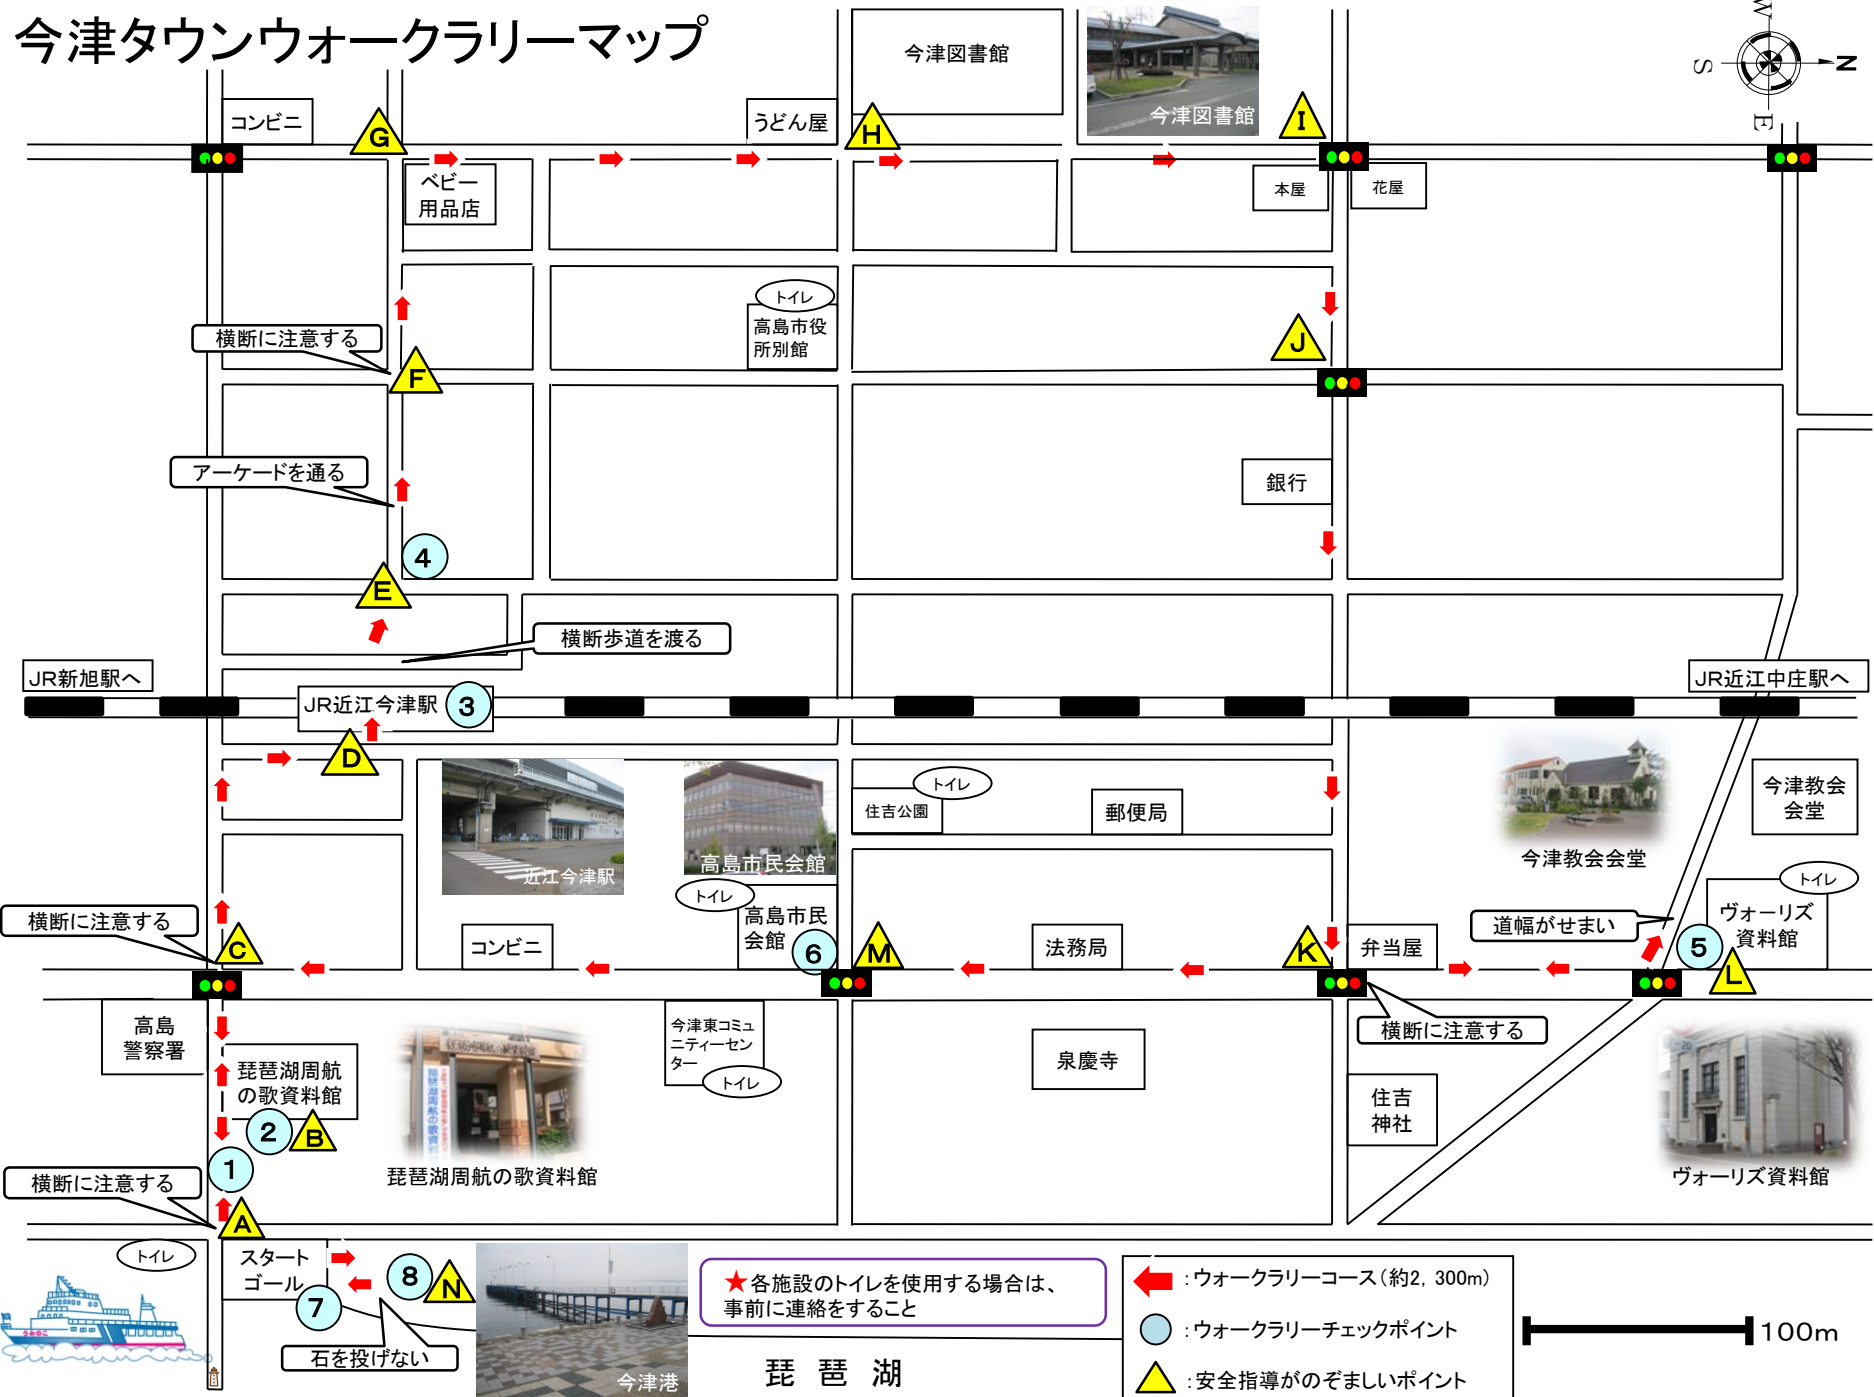 今津タウンウォークラリーマップ
今津図書館
今津図書館
W
N
S
E
コンビニ
G
うどん屋
H
I
ベビー
用品店
本屋
花屋
トイレ
高島市役
所別館
横断に注意する
F
J
アーケードを通る
銀行
4
E
横断歩道を渡る
JR新旭駅へ
JR近江今津駅
3
JR近江中庄駅へ
D
近江今津駅
高島市民会館
トイレ
住吉公園
郵便局
今津教会会堂
今津教会
会堂
トイレ
高島市民
会館
6
横断に注意する
C
コンビニ
M
法務局
K
弁当屋
道幅がせまい
トイレ
ヴォーリズ
資料館
5
L
高島
警察署
琵琶湖周航
の歌資料館
2
B
琵琶湖周航の歌資料館
琵琶湖周航の歌資料館
今津東コミュ
ニティーセン
ター
トイレ
泉慶寺
横断に注意する
住吉
神社
ヴォーリズ資料館
1
横断に注意する
A
トイレ
スタート
ゴール
7
8
N
石を投げない
うみのこ
今津港
★各施設のトイレを使用する場合は、
事前に連絡をすること
琵琶湖
:ウォークラリーコース(約2,300m)
:ウォークラリーチェックポイント
:安全指導がのぞましいポイント
100m